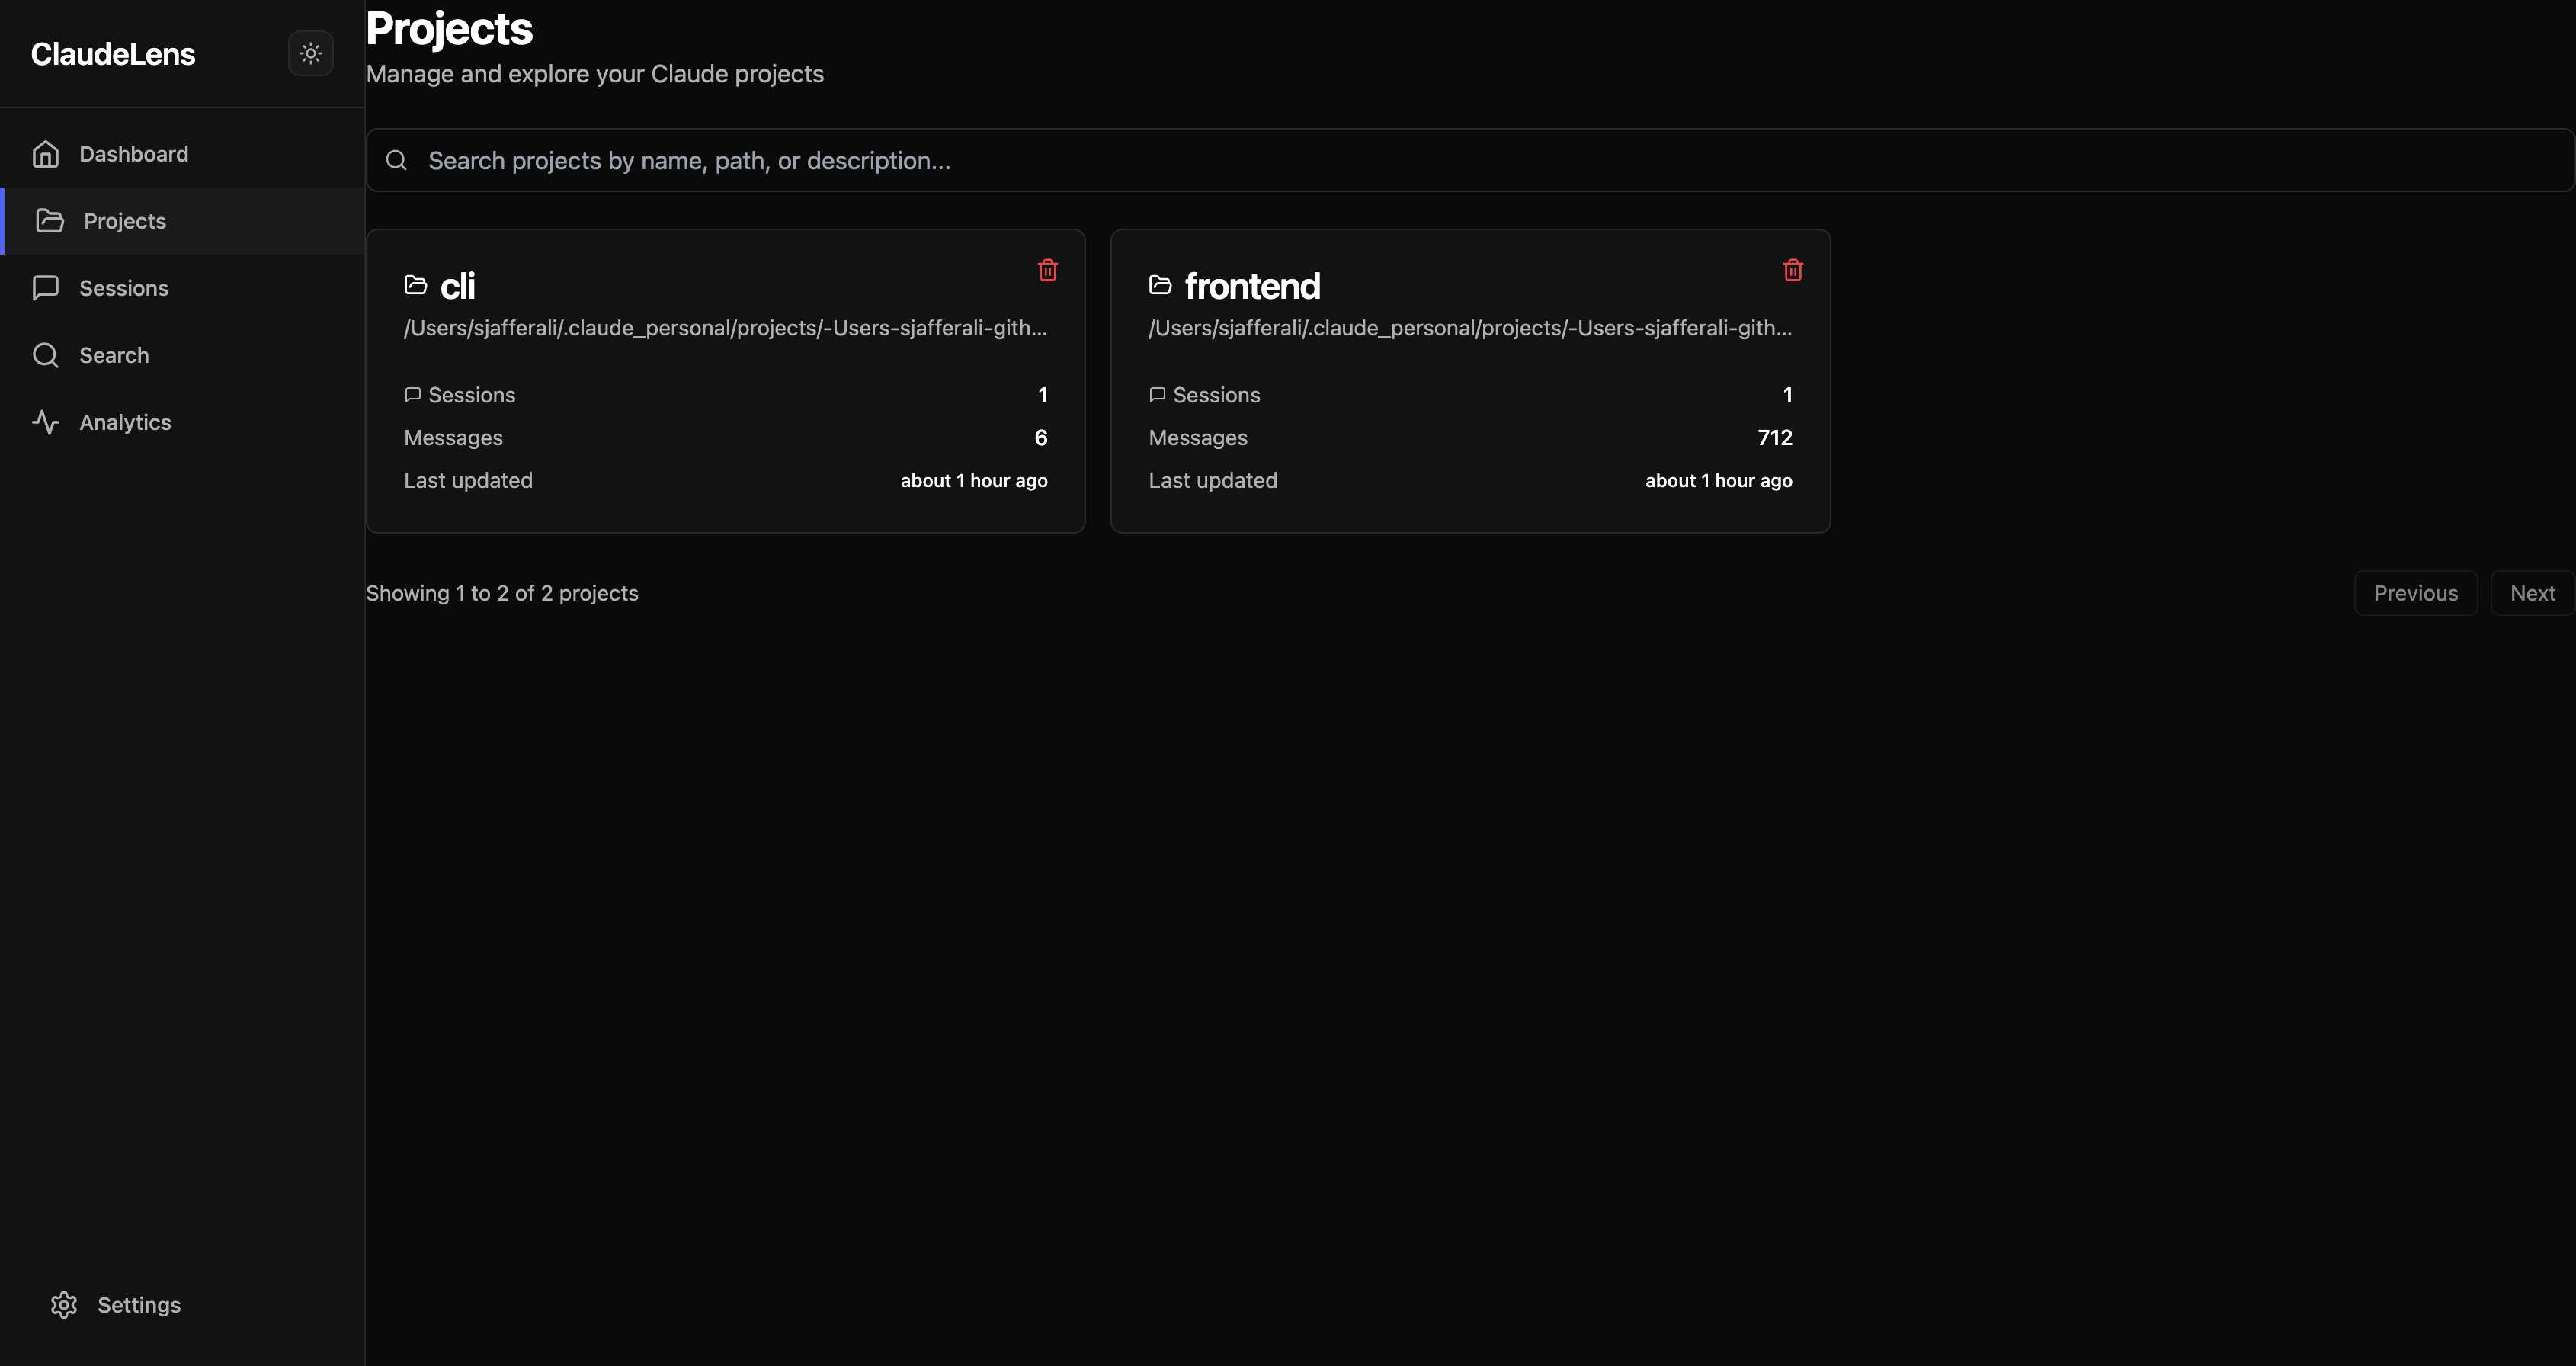 ClaudeLens
Dashboard
Projects
Sessions
Search
Analytics
Settings
Projects
Manage and explore your Claude projects
Search projects by name, path, or description...
cli
/Users/sjafferali/.claude_personal/projects/-Users-sjafferali-gith...
Sessions 1
Messages 6
Last updated about 1 hour ago
frontend
/Users/sjafferali/.claude_personal/projects/-Users-sjafferali-gith...
Sessions 1
Messages 712
Last updated about 1 hour ago
Showing 1 to 2 of 2 projects
Previous Next